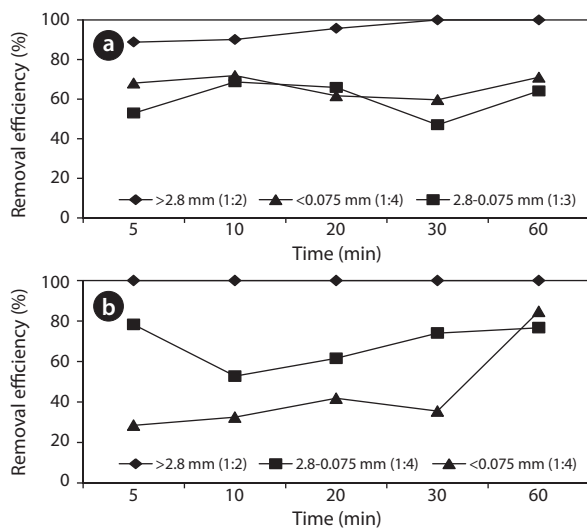 a
Removal efficiency (%)
100
80
60
40
20
0
>2.8 mm (1:2) <0.075 mm (1:4) 2.8-0.075 mm (1:3)
5 10 20 30 60
Time (min)
b
Removal efficiency (%)
100
80
60
40
20
0
>2.8 mm (1:2) 2.8-0.075 mm (1:4) <0.075 mm (1:4)
5 10 20 30 60
Time (min)